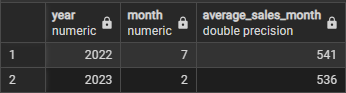 year month average_sales_month
numeric numeric double precision
1 2022 7 541
2 2023 2 536